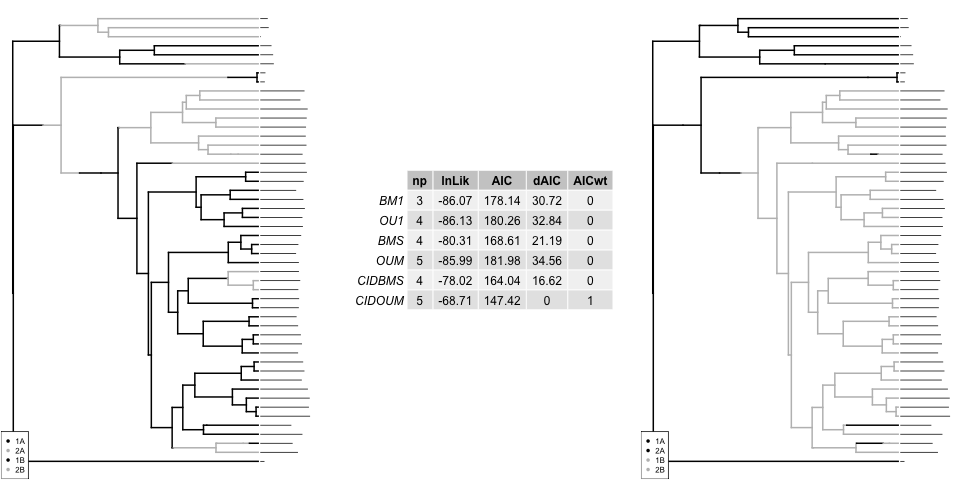 np lnLik AIC dAIC AICwt
BM1 3 -86.07 178.14 30.72 0
OU1 4 -86.13 180.26 32.84 0
BMS 4 -80.31 168.61 21.19 0
OUM 5 -85.99 181.98 34.56 0
CIDBMS 4 -78.02 164.04 16.62 0
CIDOUM 5 -68.71 147.42 0 1
1A
2A
1B
2B
1A
2A
1B
2B